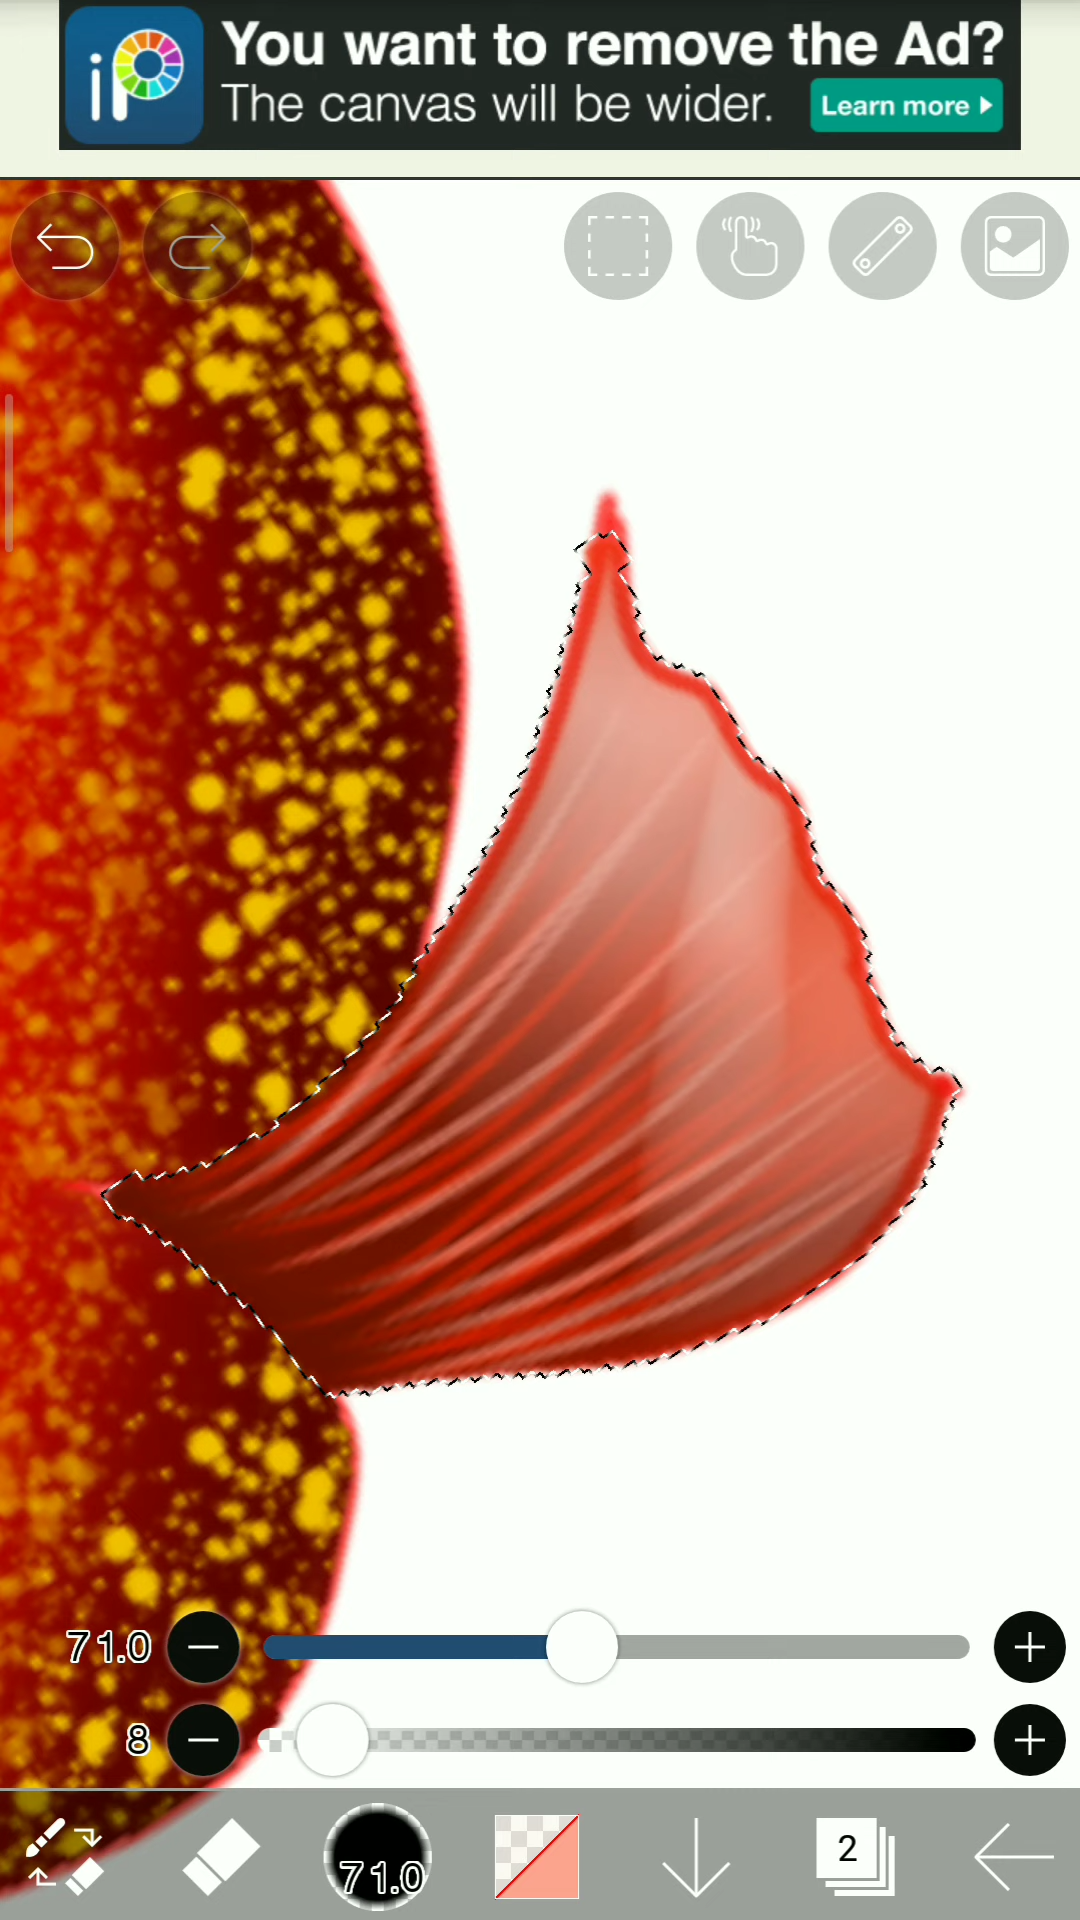 iP
You want to remove the Ad?
The canvas will be wider.
Learn more
71.0
8
71.0
2